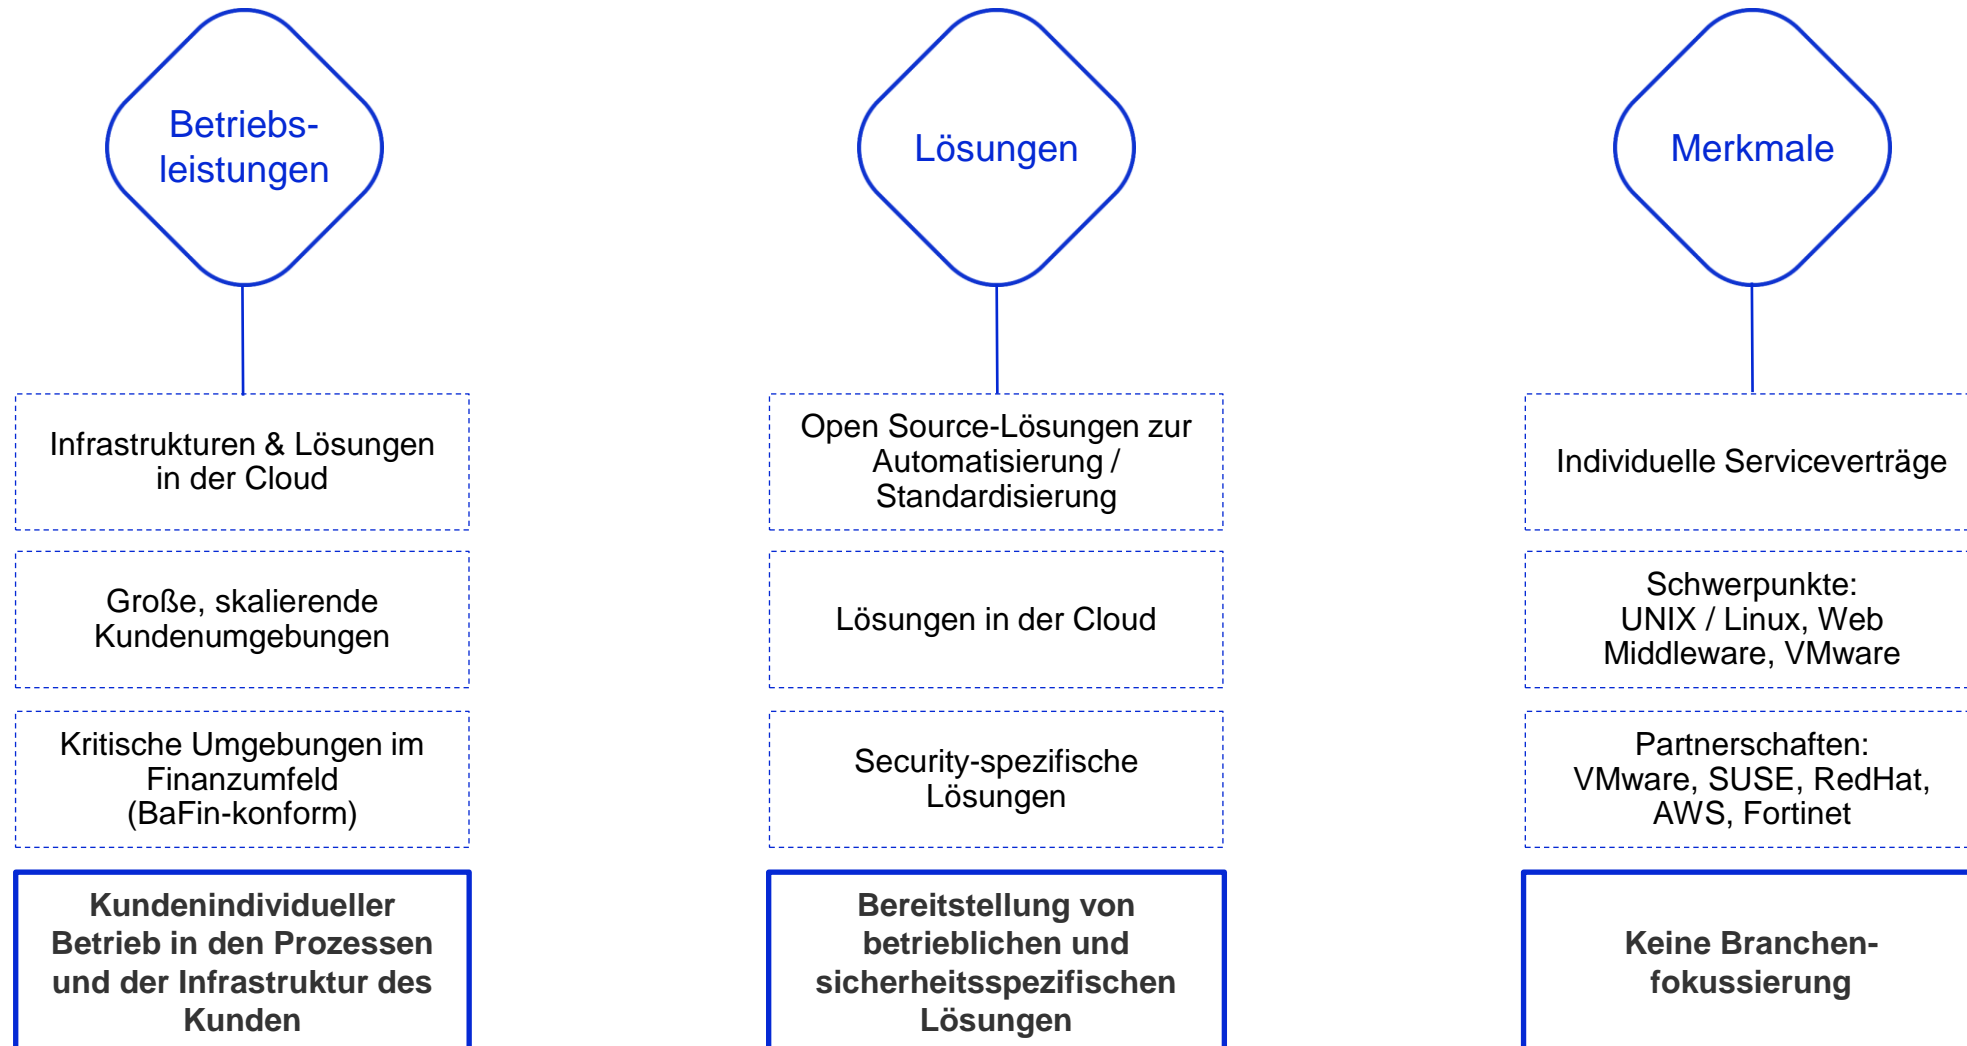 Betriebs-
leistungen
Infrastrukturen & Lösungen
in der Cloud
Große, skalierende
Kundenumgebungen
Kritische Umgebungen im
Finanzumfeld
(BaFin-konform)
Kundenindividueller
Betrieb in den Prozessen
und der Infrastruktur des
Kunden
Lösungen
Open Source-Lösungen zur
Automatisierung /
Standardisierung
Lösungen in der Cloud
Security-spezifische
Lösungen
Bereitstellung von
betrieblichen und
sicherheitsspezifischen
Lösungen
Merkmale
Individuelle Serviceverträge
Schwerpunkte:
UNIX / Linux, Web
Middleware, VMware
Partnerschaften:
VMware, SUSE, RedHat,
AWS, Fortinet
Keine Branchen-
fokussierung